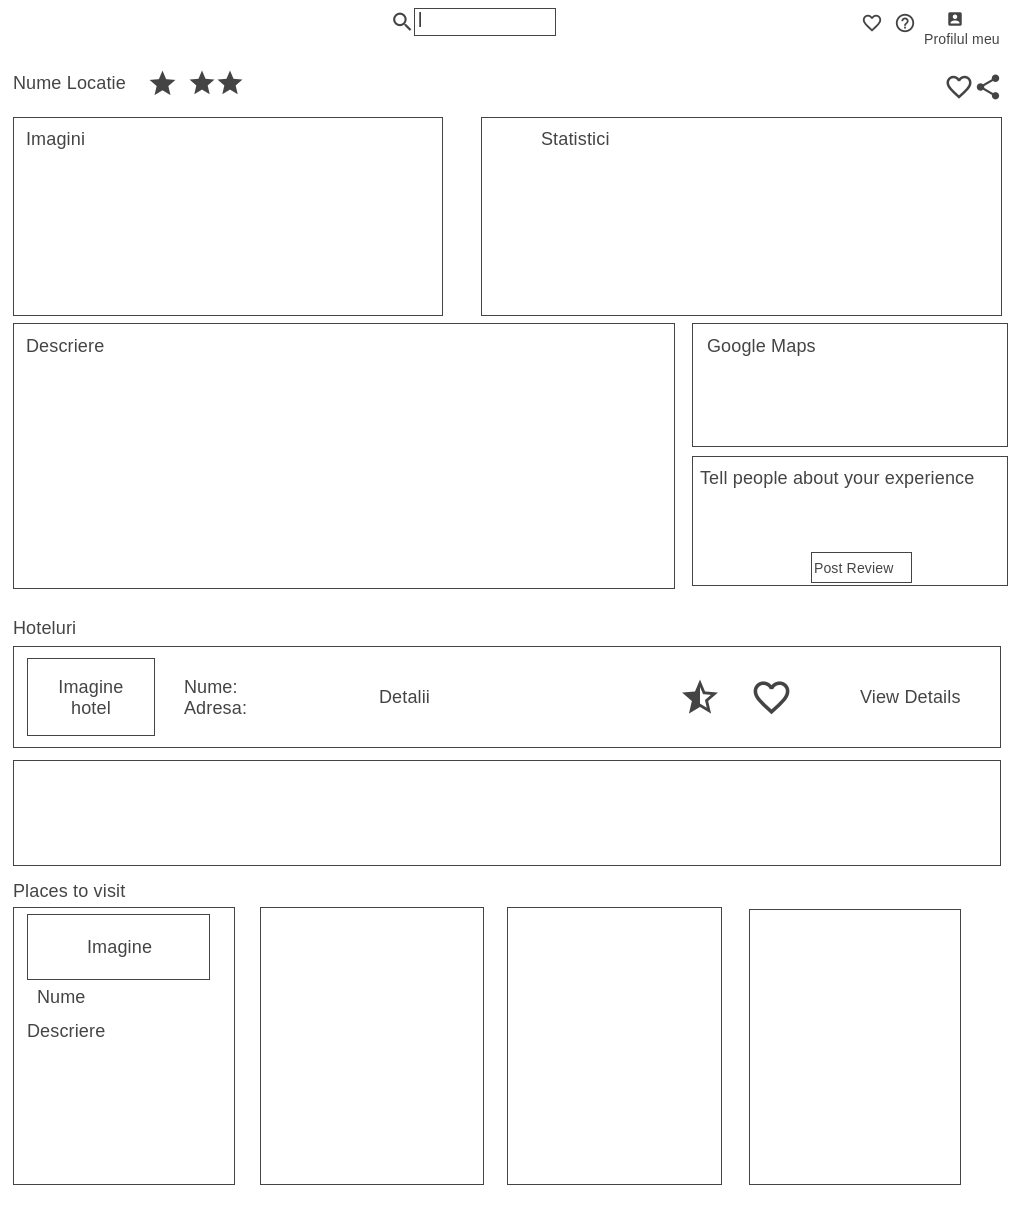 Profilul meu
Nume Locatie
Imagini
Statistici
Descriere
Google Maps
Tell people about your experience
Post Review
Hoteluri
Imagine
hotel
Nume:
Adresa:
Detalii
View Details
Places to visit
Imagine
Nume
Descriere